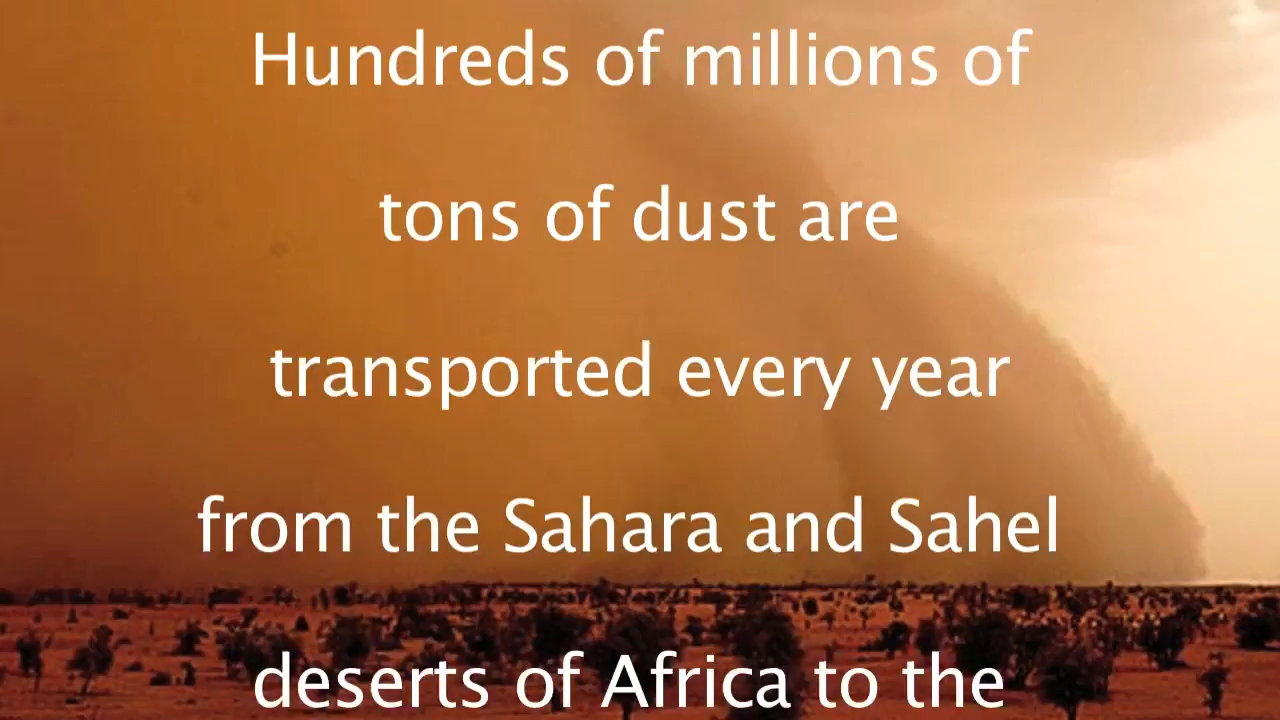 Hundreds of millions of
tons of dust are
transported every year
from the Sahara and Sahel
deserts of Africa to the